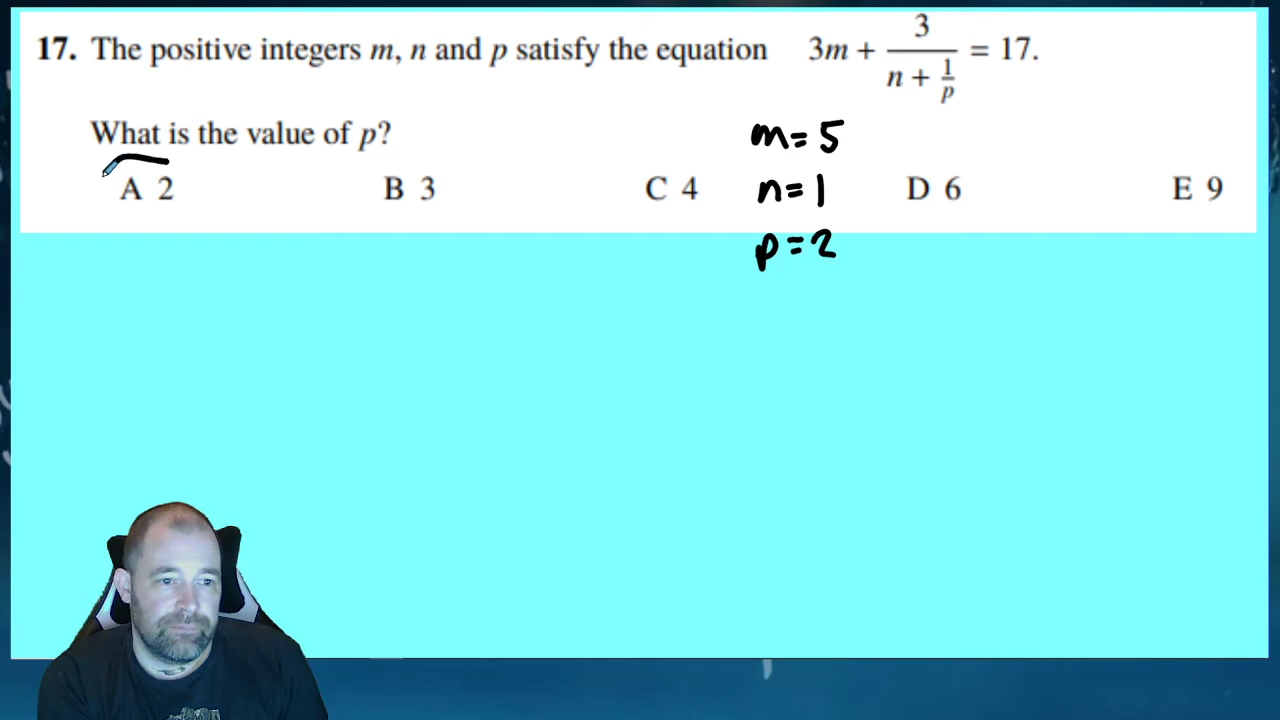 17. The positive integers m, n and p satisfy the equation 3m + 3/(n + 1/p) = 17.
What is the value of p?
A 2 B 3 C 4 D 6 E 9
m = 5
n = 1
p = 2